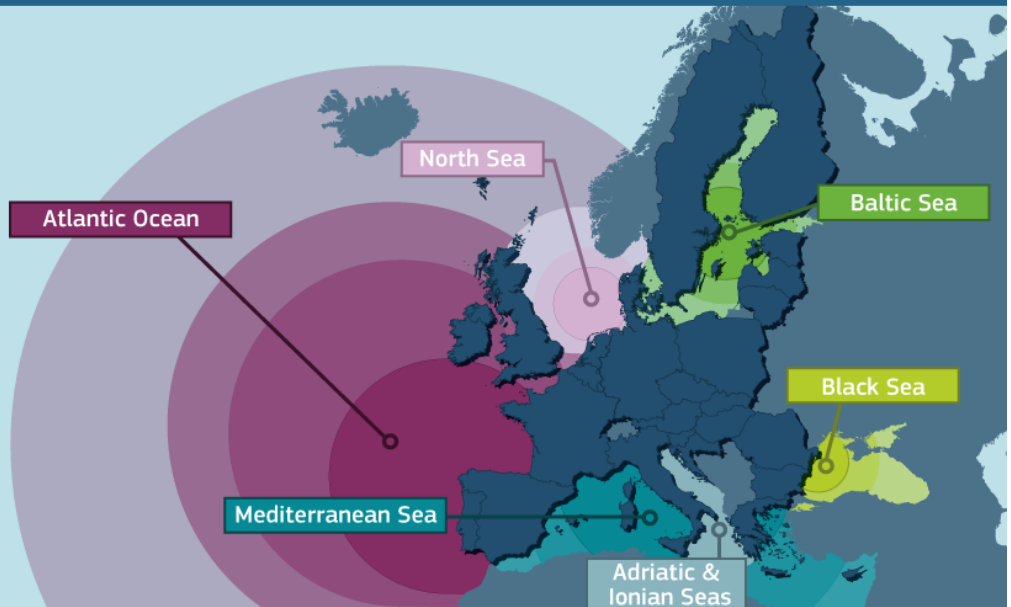 North Sea
Atlantic Ocean
Baltic Sea
Black Sea
Mediterranean Sea
Adriatic &
Ionian Seas